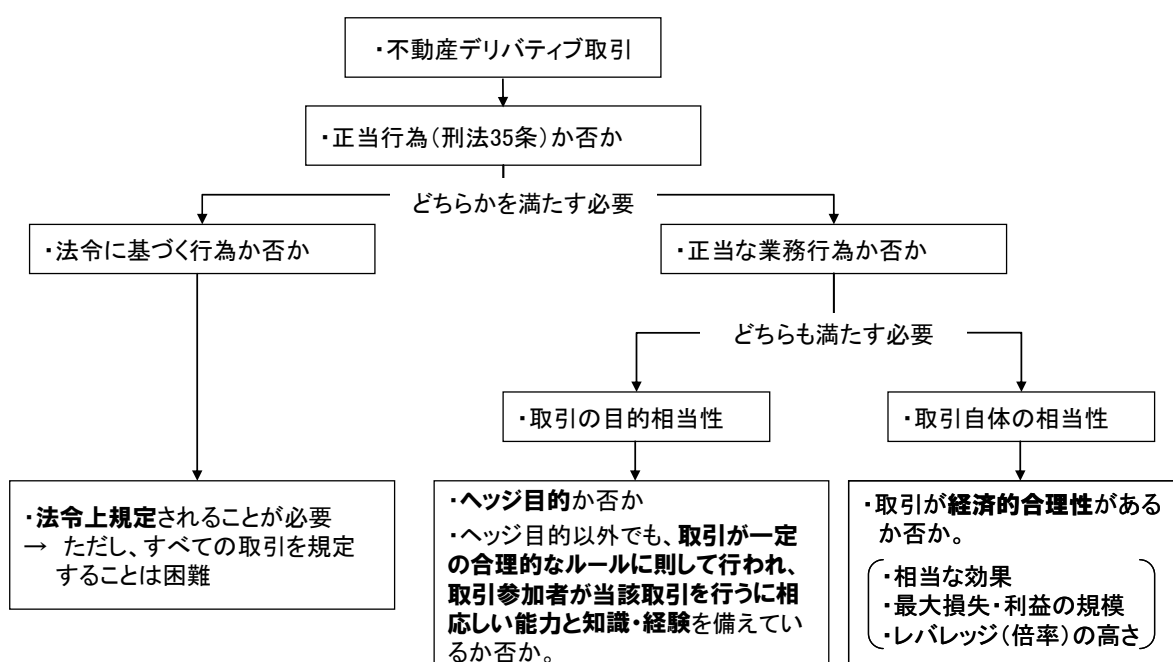 ・不動産デリバティブ取引
・正当行為(刑法35条)か否か
どちらかを満たす必要
・法令に基づく行為か否か
・正当な業務行為か否か
どちらも満たす必要
・取引の目的相当性
・取引自体の相当性
・法令上規定されることが必要
→ ただし、すべての取引を規定
することは困難
・ヘッジ目的か否か
・ヘッジ目的以外でも、取引が一定
の合理的なルールに則して行われ、
取引参加者が当該取引を行うに相
応しい能力と知識・経験を備えてい
るか否か。
・取引が経済的合理性がある
か否か。
・相当な効果
・最大損失・利益の規模
・レバレッジ(倍率)の高さ